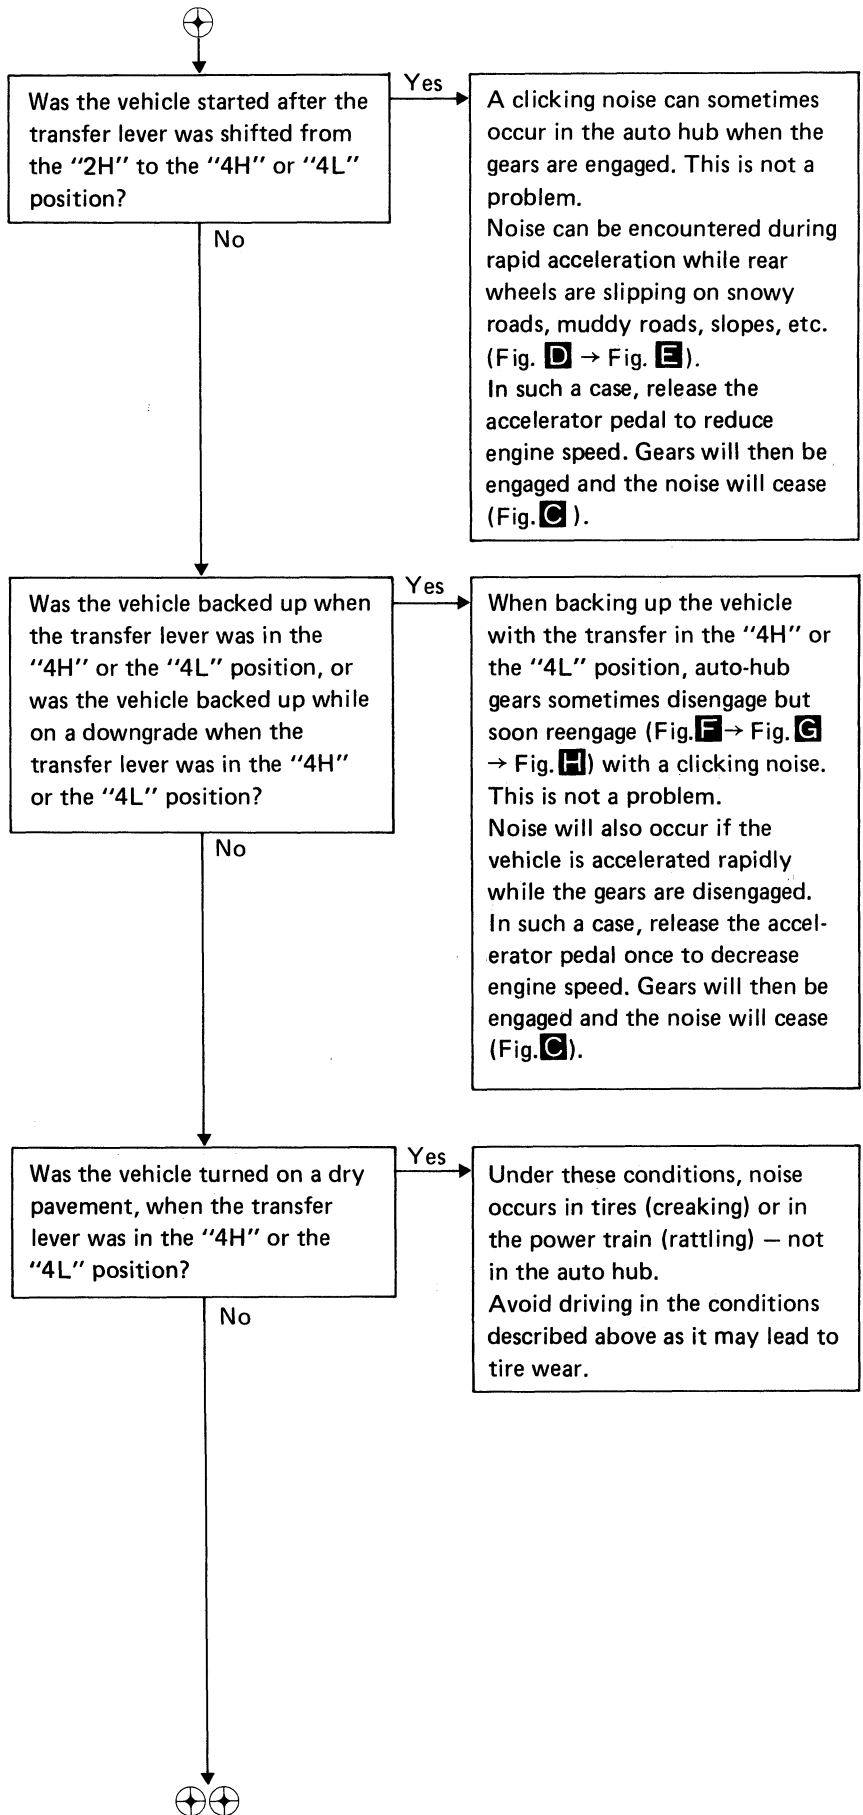 Was the vehicle started after the
transfer lever was shifted from
the "2H" to the "4H" or "4L"
position?
Yes
A clicking noise can sometimes
occur in the auto hub when the
gears are engaged. This is not a
problem.
Noise can be encountered during
rapid acceleration while rear
wheels are slipping on snowy
roads, muddy roads, slopes, etc.
(Fig. D → Fig. E).
In such a case, release the
accelerator pedal to reduce
engine speed. Gears will then be
engaged and the noise will cease
(Fig. C ).
No
Was the vehicle backed up when
the transfer lever was in the
"4H" or the "4L" position, or
was the vehicle backed up while
on a downgrade when the
transfer lever was in the "4H"
or the "4L" position?
Yes
When backing up the vehicle
with the transfer in the "4H" or
the "4L" position, auto-hub
gears sometimes disengage but
soon reengage (Fig. F → Fig. G
→ Fig. H) with a clicking noise.
This is not a problem.
Noise will also occur if the
vehicle is accelerated rapidly
while the gears are disengaged.
In such a case, release the accel-
erator pedal once to decrease
engine speed. Gears will then be
engaged and the noise will cease
(Fig. C).
No
Was the vehicle turned on a dry
pavement, when the transfer
lever was in the "4H" or the
"4L" position?
Yes
Under these conditions, noise
occurs in tires (creaking) or in
the power train (rattling) — not
in the auto hub.
Avoid driving in the conditions
described above as it may lead to
tire wear.
No